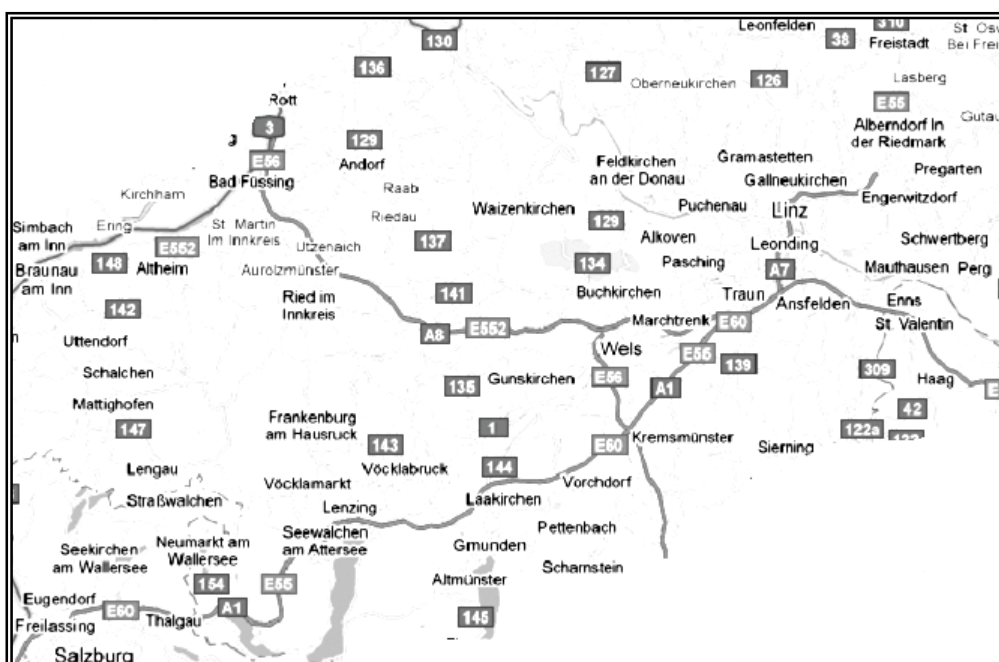 Leonfelden
St Osw
Bei Frei
130
38
310
Freistadt
136
127
Oberneukirchen
126
Lasberg
E55
Rott
3
129
Andorf
Gutau
Alberndorf In
der Riedmark
E56
Bad Füssing
Feldkirchen
an der Donau
Gramastetten
Gallneukirchen
Pregarten
Engerwitzdorf
Kirchham
Raab
Simbach
am Inn
Ering
St Martin
Im Innkreis
Riedau
Waizenkirchen
129
Puchenau
Linz
E552
Utzenaich
137
Alkoven
Leonding
Schwertberg
Braunau
am Inn
148
Altheim
Aurolzmünster
134
Pasching
A7
Mauthausen
Perg
142
Ried im
Innkreis
141
Buchkirchen
Traun
Ansfelden
Enns
St. Valentin
Uttendorf
A8
E552
Marchtrenk
E60
Wels
E55
139
Schalchen
135
Gunskirchen
E56
A1
309
Haag
Mattighofen
147
Frankenburg
am Hausruck
143
1
E60
Kremsmünster
Sierning
122a
42
Lengau
Vöcklabruck
144
Vöcklamarkt
Vorchdorf
Straßwalchen
Lenzing
Laakirchen
Seewalchen
am Attersee
Pettenbach
Seekirchen
am Wallersee
Neumarkt am
Wallersee
Gmunden
Scharnstein
154
E55
Altmünster
Eugendorf
E60
A1
145
Freilassing
Thalgau
Salzburg